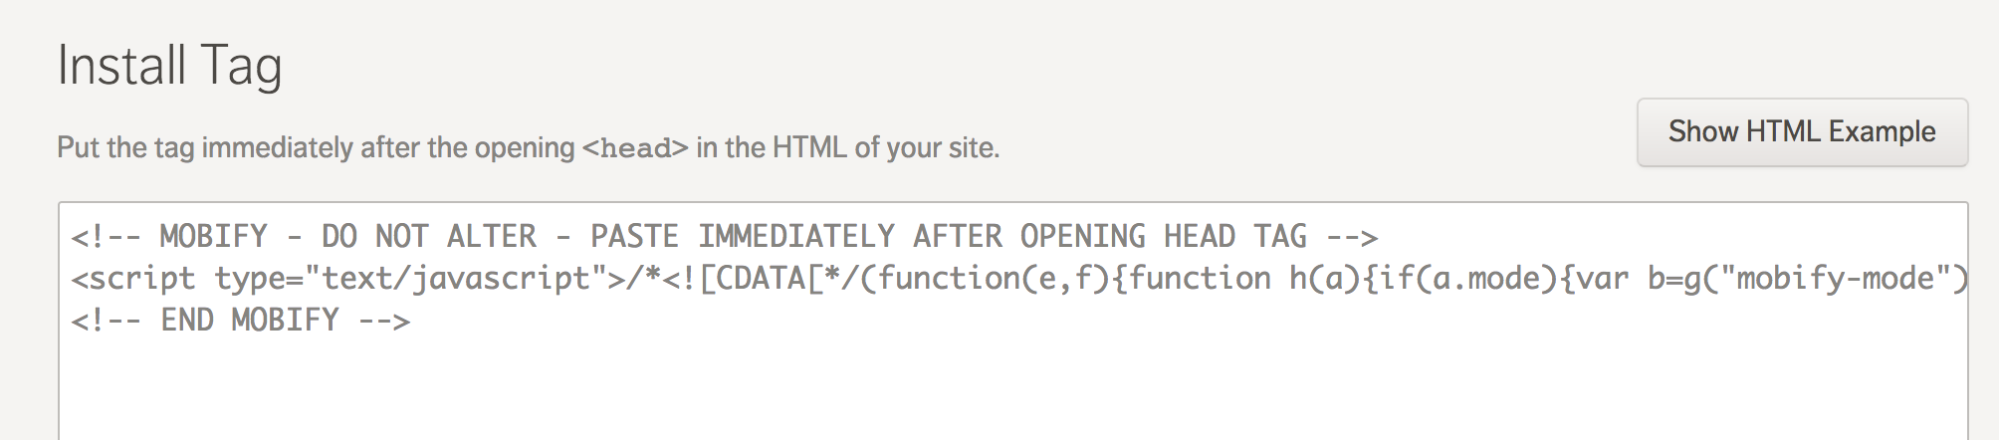 Install Tag
Put the tag immediately after the opening <head> in the HTML of your site.
Show HTML Example
<!-- MOBIFY - DO NOT ALTER - PASTE IMMEDIATELY AFTER OPENING HEAD TAG -->
<script type="text/javascript">/*<![CDATA[*/(function(e,f){function h(a){if(a.mode){var b=g("mobify-mode")
<!-- END MOBIFY -->